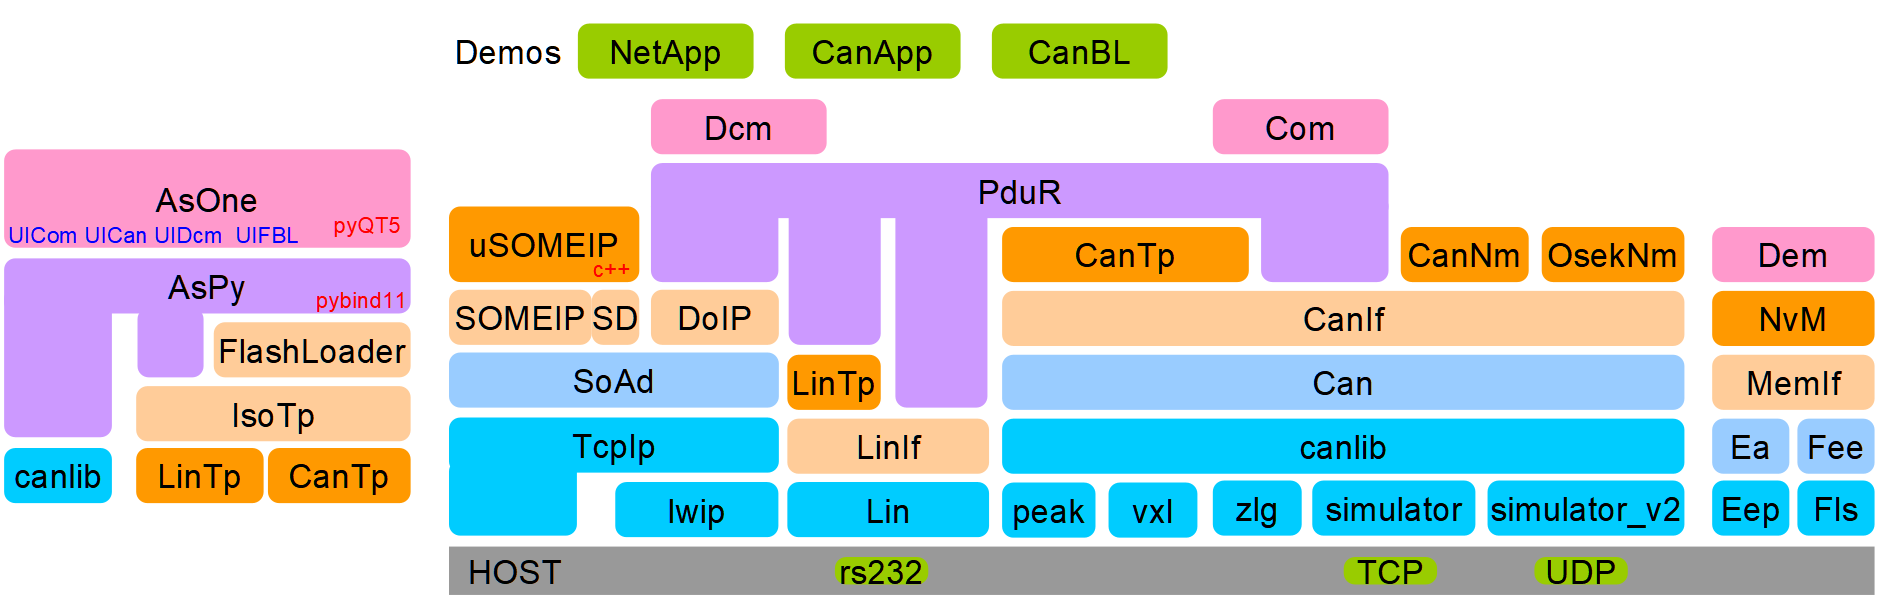 Demos NetApp CanApp CanBL
Dcm Com
PduR
AsOne
pyQT5
UICom UICan UIDcm UIFBL
AsPy
pybind11
FlashLoader
IsoTp
canlib LinTp CanTp
uSOMEIP
c++
CanTp CanNm OsekNm Dem
SOMEIP SD DoIP CanIf NvM
SoAd LinTp Can MemIf
TcpIp LinIf canlib Ea Fee
lwip Lin peak vxl zlg simulator simulator_v2 Eep Fls
HOST rs232 TCP UDP